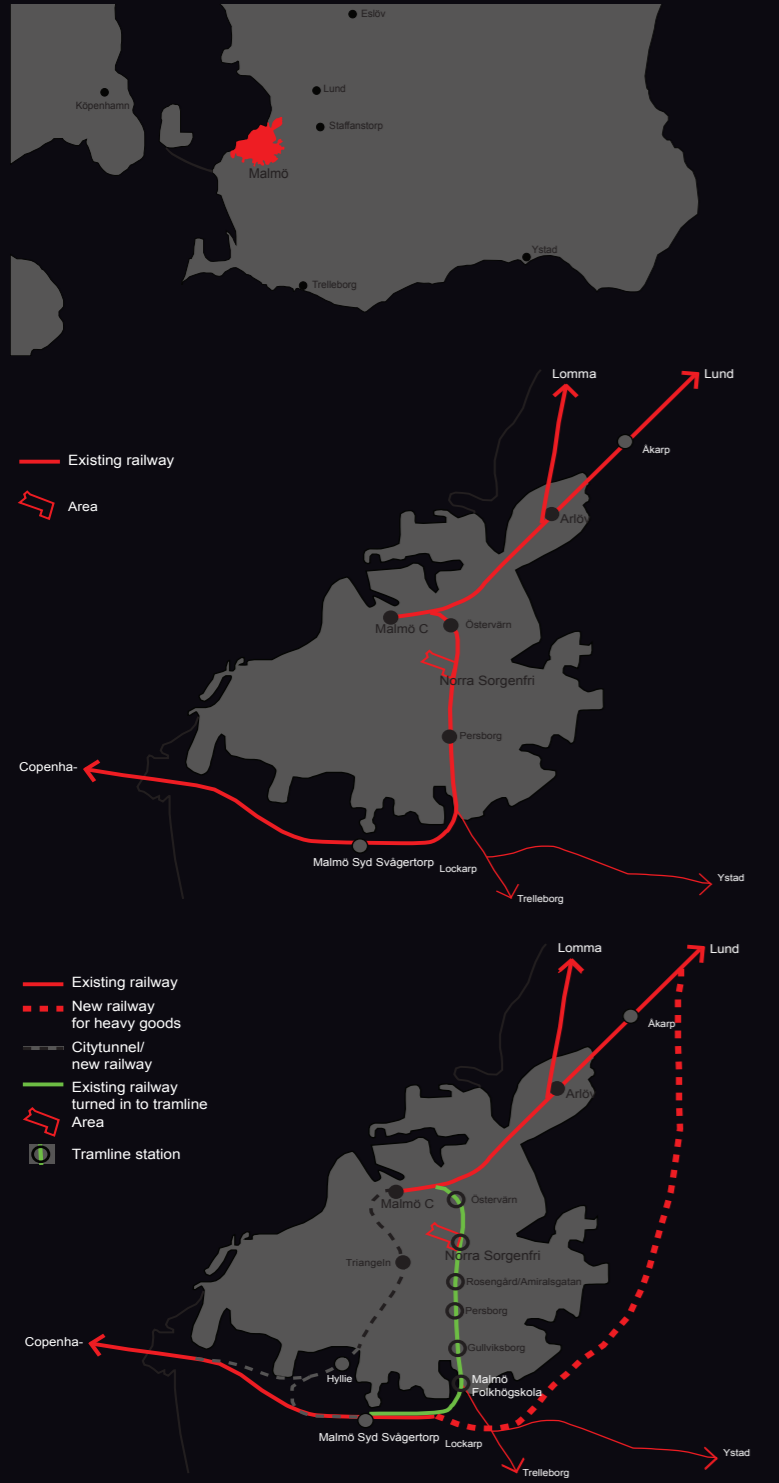 Eslöv
Lund
Köpenhamn
Staffanstorp
Malmö
Ystad
Trelleborg
Lomma
Lund
Existing railway
Åkarp
Area
Arlöv
Malmö C
Östervärn
Norra Sorgenfri
Persborg
Copenha-
Malmö Syd Svågertorp
Lockarp
Ystad
Trelleborg
Lomma
Lund
Existing railway
New railway
for heavy goods
Åkarp
Citytunnel/
new railway
Existing railway
turned in to tramline
Arlöv
Area
Tramline station
Malmö C
Östervärn
Norra Sorgenfri
Triangeln
Rosengård/Amiralsgatan
Persborg
Copenha-
Gullviksborg
Hyllie
Malmö
Folkhögskola
Malmö Syd Svågertorp
Lockarp
Ystad
Trelleborg